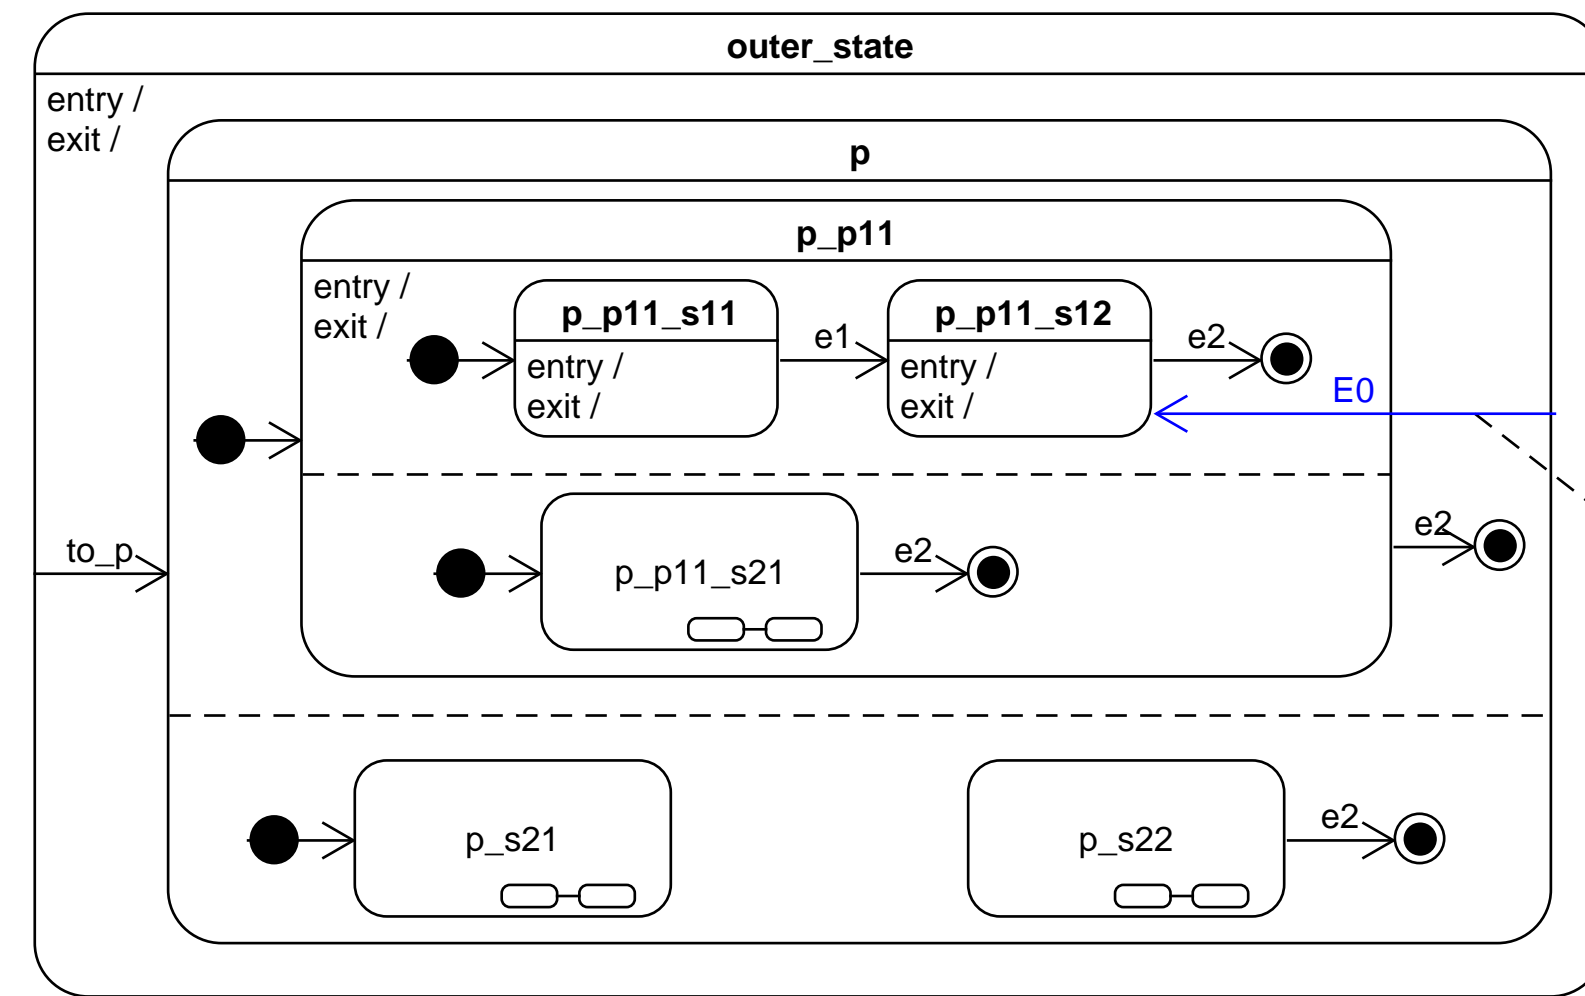 outer_state
entry /
exit /
p
p_p11
entry /
exit /
p_p11_s11
entry /
exit /
e1
p_p11_s12
entry /
exit /
e2
E0
to_p
p_p11_s21
e2
e2
p_s21
p_s22
e2